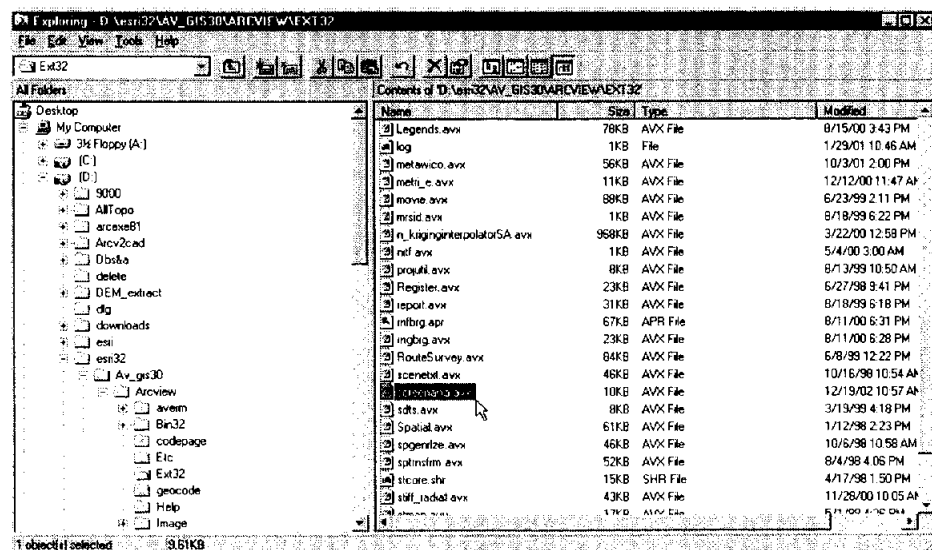 Exploring - D:\esri32\AV_GIS30\ARCVIEW\EXT32
File Edit View Tools Help
Ext32
All Folders
Contents of 'D:\esri32\AV_GIS30\ARCVIEW\EXT32'
Desktop
My Computer
3½ Floppy (A:)
(C:)
(D:)
9000
AllTopo
arcexe81
Arcv2cad
Dbs&a
delete
DEM_extract
dlg
downloads
esri
esri32
Av_gis30
Arcview
Bin32
codepage
Etc
Ext32
geocode
Help
Image
Name Size Type Modified
Legends.avx 78KB AVX File 8/15/00 3:43 PM
log 1KB File 1/29/01 10:46 AM
metawico.avx 56KB AVX File 10/3/01 2:00 PM
metri_e.avx 11KB AVX File 12/12/00 11:47 AM
movie.avx 88KB AVX File 6/23/99 2:11 PM
mrsid.avx 1KB AVX File 8/18/99 6:22 PM
n_kriginginterpolatorSA.avx 958KB AVX File 3/22/00 12:58 PM
nitf.avx 1KB AVX File 5/4/00 3:00 AM
projutil.avx 8KB AVX File 8/13/99 10:50 AM
Register.avx 23KB AVX File 6/27/98 9:41 PM
report.avx 31KB AVX File 8/18/99 6:18 PM
67KB APR File 8/11/00 6:31 PM
23KB AVX File 8/11/00 6:28 PM
RouteSurvey.avx 84KB AVX File 6/8/99 12:22 PM
scenetxt.avx 46KB AVX File 10/16/98 10:54 AM
10KB AVX File 12/19/02 10:57 AM
sdts.avx 8KB AVX File 3/19/99 4:18 PM
Spatial.avx 61KB AVX File 1/12/98 2:23 PM
spgenrlze.avx 46KB AVX File 10/6/98 10:58 AM
sptlnsfrm.avx 52KB AVX File 8/4/98 4:06 PM
stcore.shr 15KB SHR File 4/17/98 1:50 PM
stiff_radial.avx 43KB AVX File 11/28/00 10:05 AM
17KB AVX File
1 object(s) selected 9.61KB